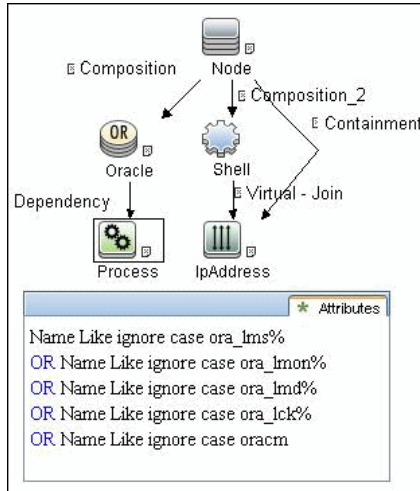 Node
Composition
Composition_2
Containment
OR
Oracle
Shell
Dependency
Virtual - Join
Process
IpAddress
* Attributes
Name Like ignore case ora_lms%
OR Name Like ignore case ora_lmon%
OR Name Like ignore case ora_lmd%
OR Name Like ignore case ora_lck%
OR Name Like ignore case oracm